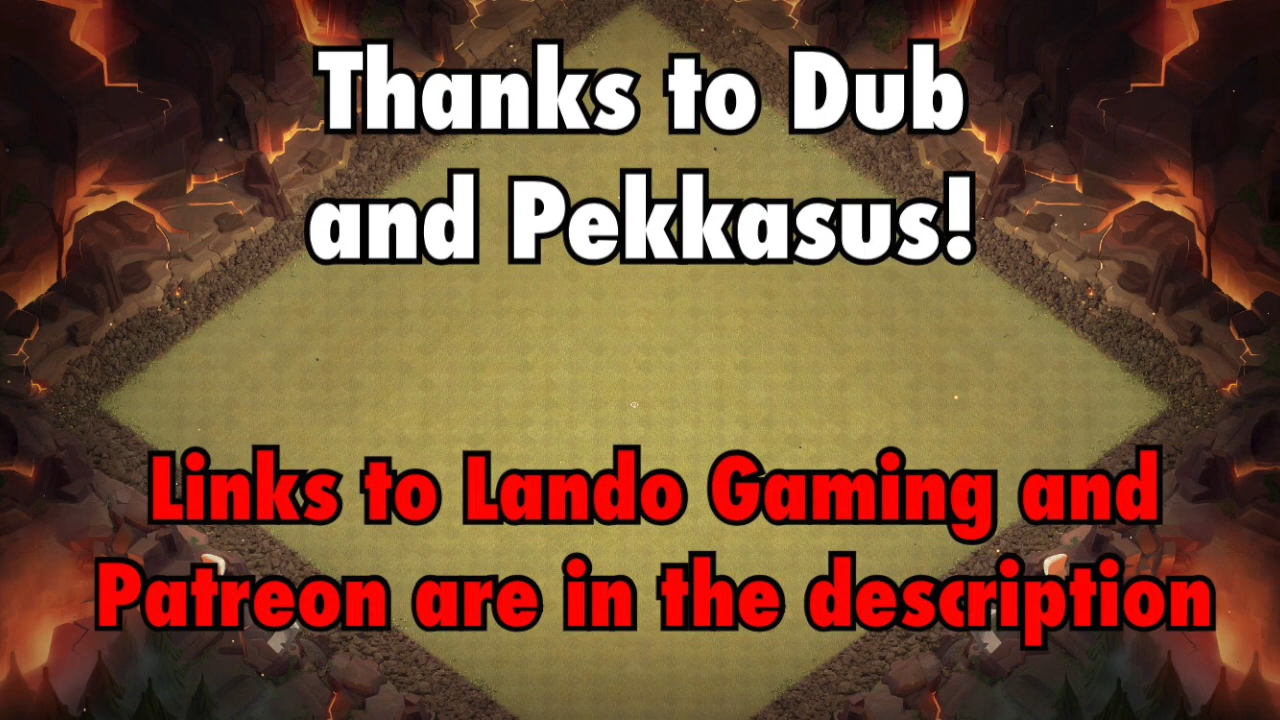 Thanks to Dub
and Pekkasus!
Links to Lando Gaming and
Patreon are in the description